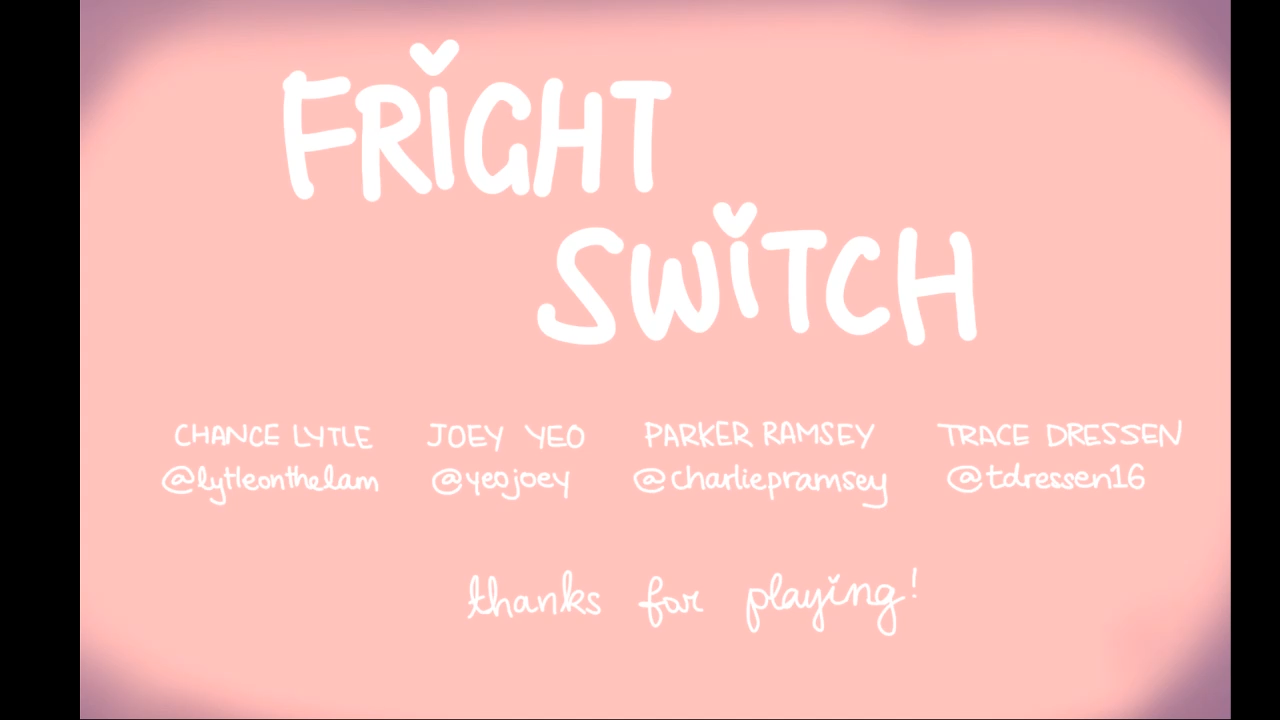 FRiGHT
SWiTCH
CHANCE LYTLE JOEY YEO PARKER RAMSEY TRACE DRESSEN
@lytleonthelam @yeojoey @charliepramsey @tdressen16
thanks for playing!